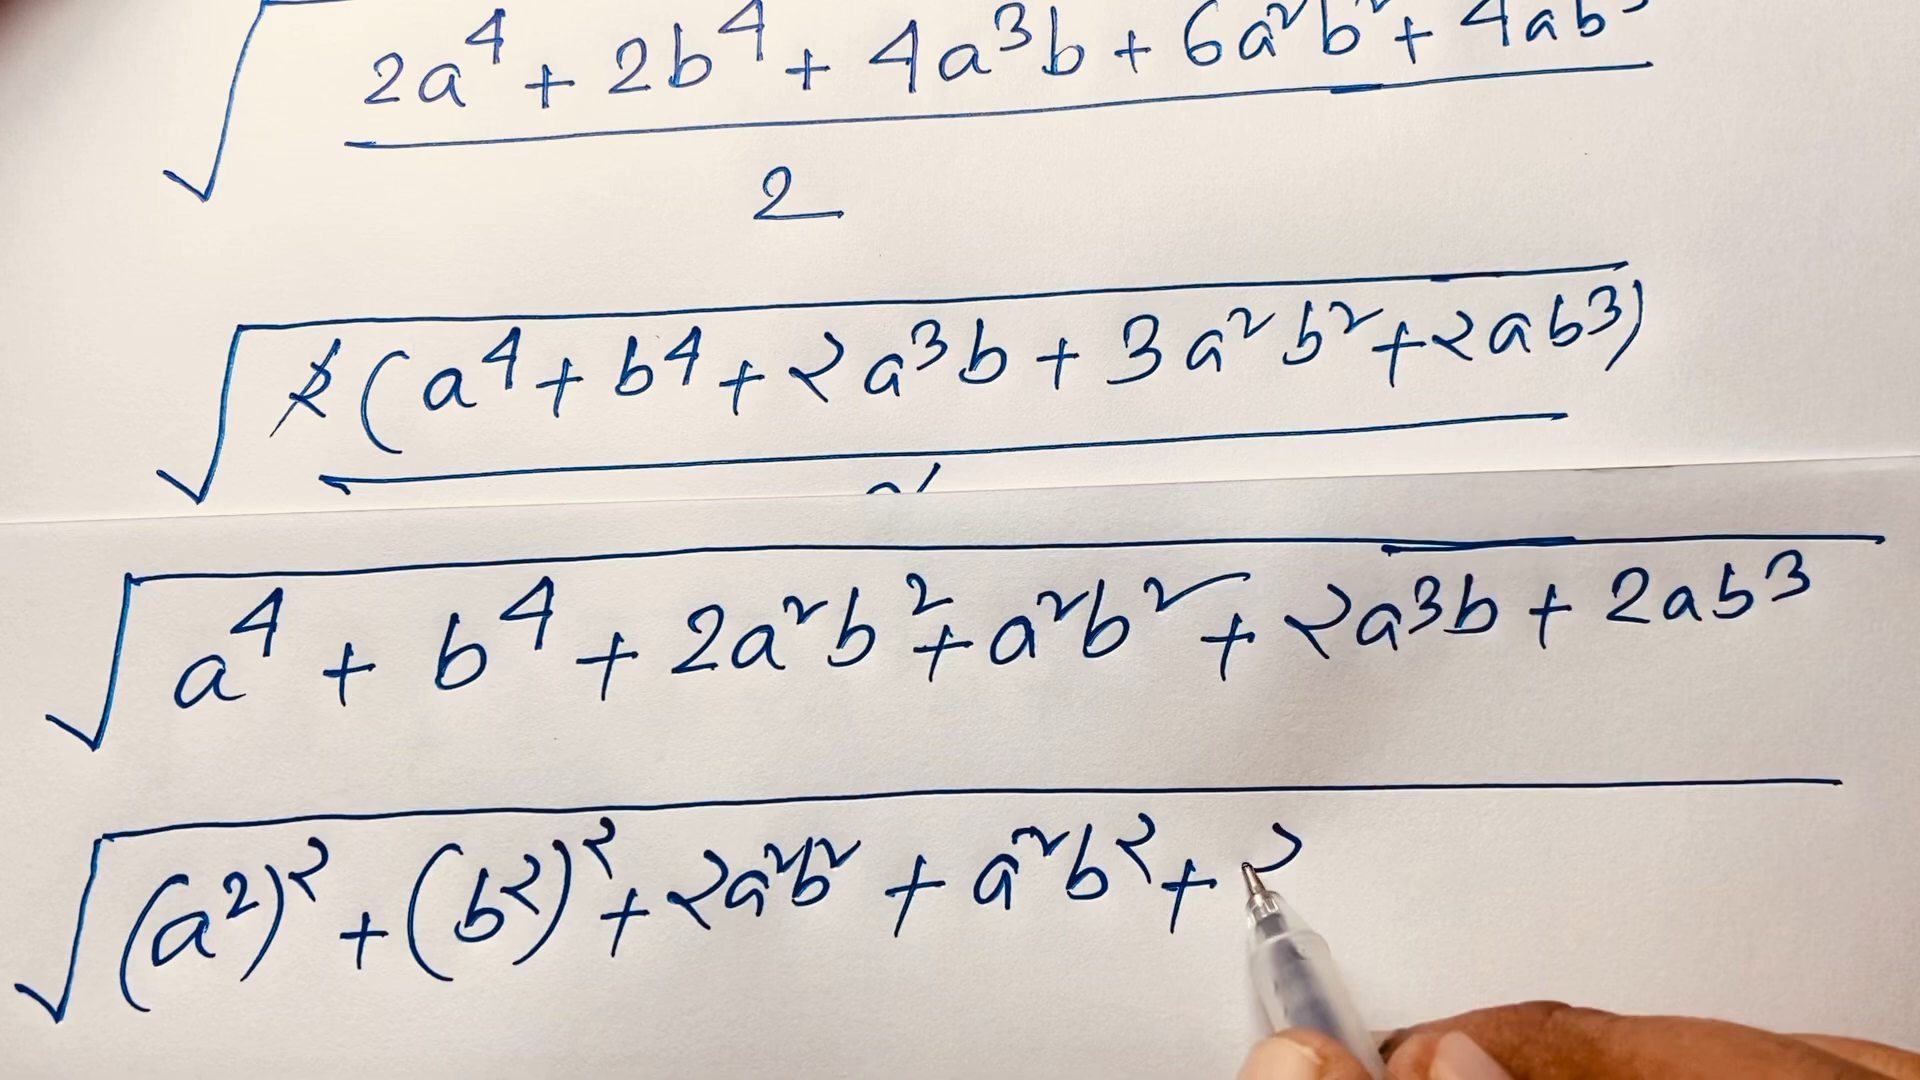 √(2a⁴ + 2b⁴ + 4a³b + 6a²b² + 4ab³
2
√(2(a⁴ + b⁴ + 2a³b + 3a²b² + 2ab³)
√(a⁴ + b⁴ + 2a²b² + a²b² + 2a³b + 2ab³
√((a²)² + (b²)² + 2a²b² + a²b² + 2